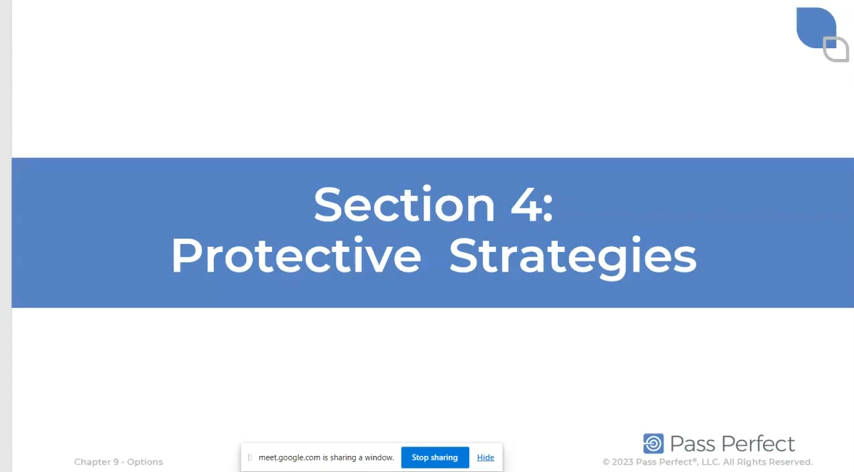 Section 4:
Protective Strategies
Pass Perfect
Chapter 9 - Options
meet.google.com is sharing a window. Stop sharing Hide
© 2023 Pass Perfect®, LLC. All Rights Reserved.